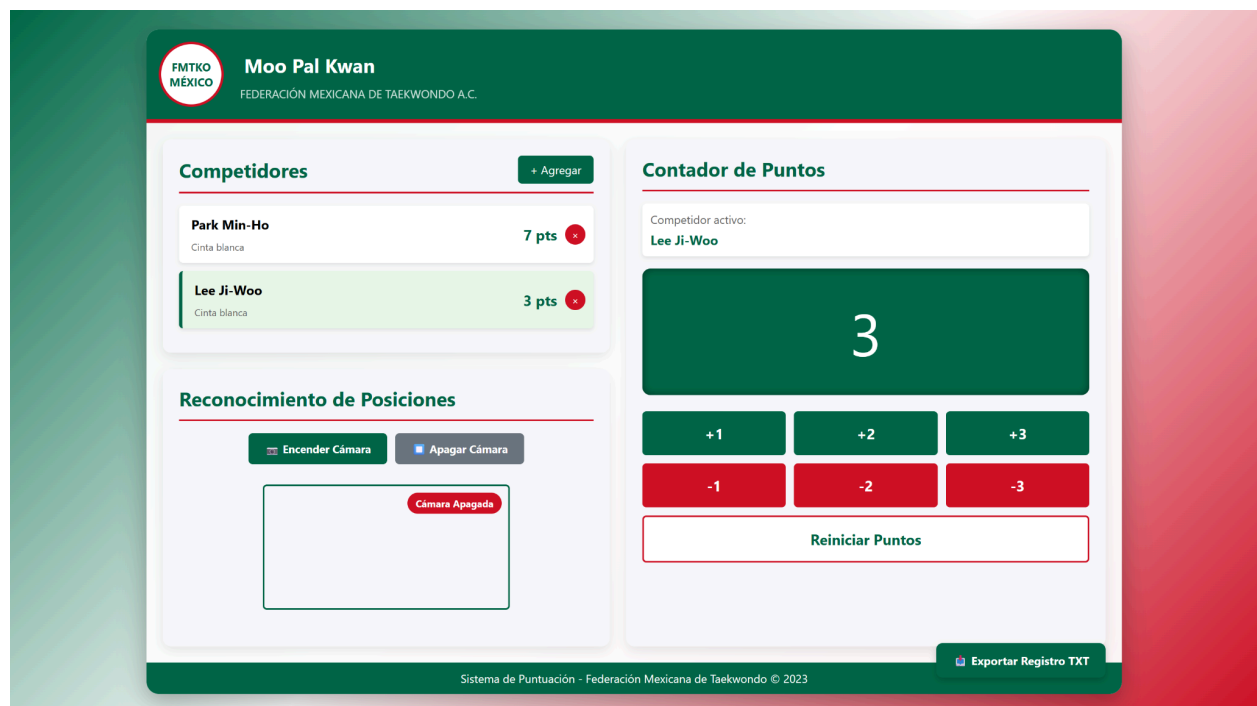 FMTKO
MÉXICO
Moo Pal Kwan
FEDERACIÓN MEXICANA DE TAEKWONDO A.C.
Competidores
+ Agregar
Park Min-Ho
Cinta blanca
7 pts
×
Lee Ji-Woo
Cinta blanca
3 pts
×
Reconocimiento de Posiciones
Encender Cámara
Apagar Cámara
Cámara Apagada
Contador de Puntos
Competidor activo:
Lee Ji-Woo
3
+1
+2
+3
-1
-2
-3
Reiniciar Puntos
Exportar Registro TXT
Sistema de Puntuación - Federación Mexicana de Taekwondo © 2023